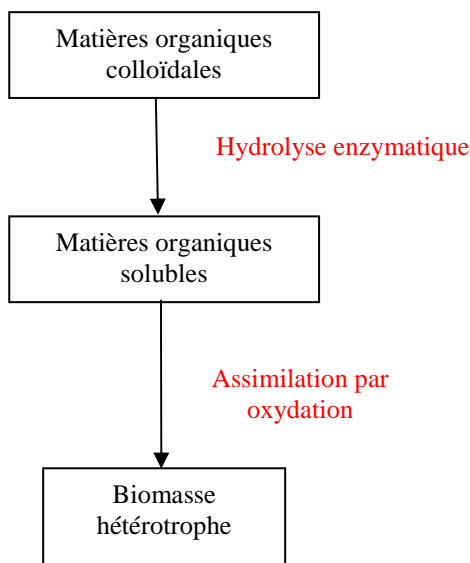 Matières organiques
colloïdales
Hydrolyse enzymatique
Matières organiques
solubles
Assimilation par
oxydation
Biomasse
hétérotrophe